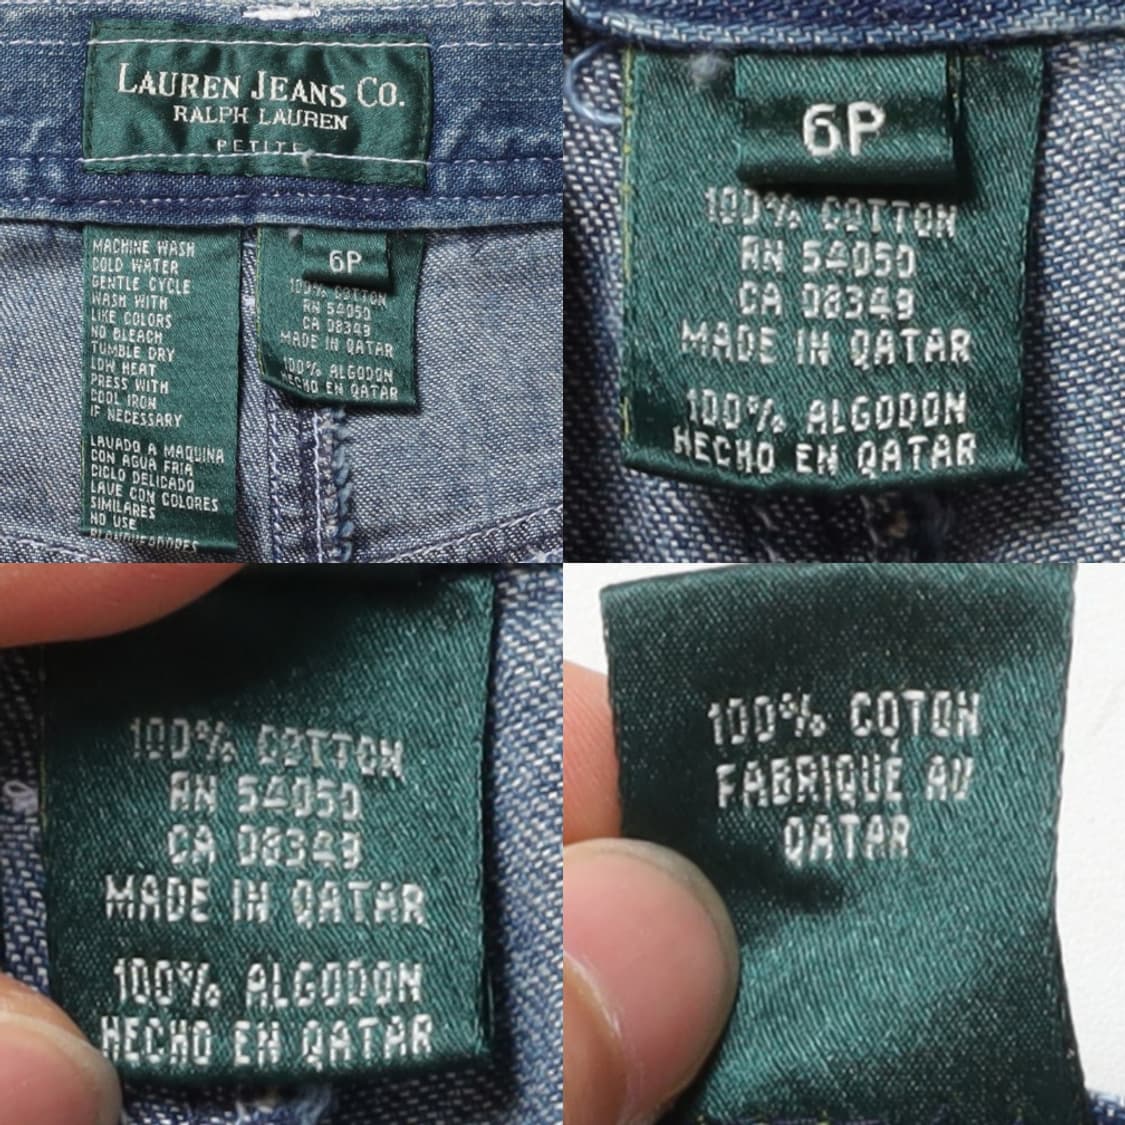 LAUREN JEANS CO.
RALPH LAUREN
PETITE
MACHINE WASH
COLD WATER
GENTLE CYCLE
WASH WITH
LIKE COLORS
NO BLEACH
TUMBLE DRY
LOW HEAT
PRESS WITH
COOL IRON
IF NECESSARY
LAVADO A MAQUINA
CON AGUA FRIA
CICLO DELICADO
LAVE CON COLORES
SIMILARES
NO USE
BLANQUEADORES
6P
100% COTTON
RN 54050
CA 08349
MADE IN QATAR
100% ALGODON
HECHO EN QATAR
6P
100% COTTON
RN 54050
CA 08349
MADE IN QATAR
100% ALGODON
HECHO EN QATAR
100% COTTON
RN 54050
CA 08349
MADE IN QATAR
100% ALGODON
HECHO EN QATAR
100% COTON
FABRIQUÉ AU
QATAR